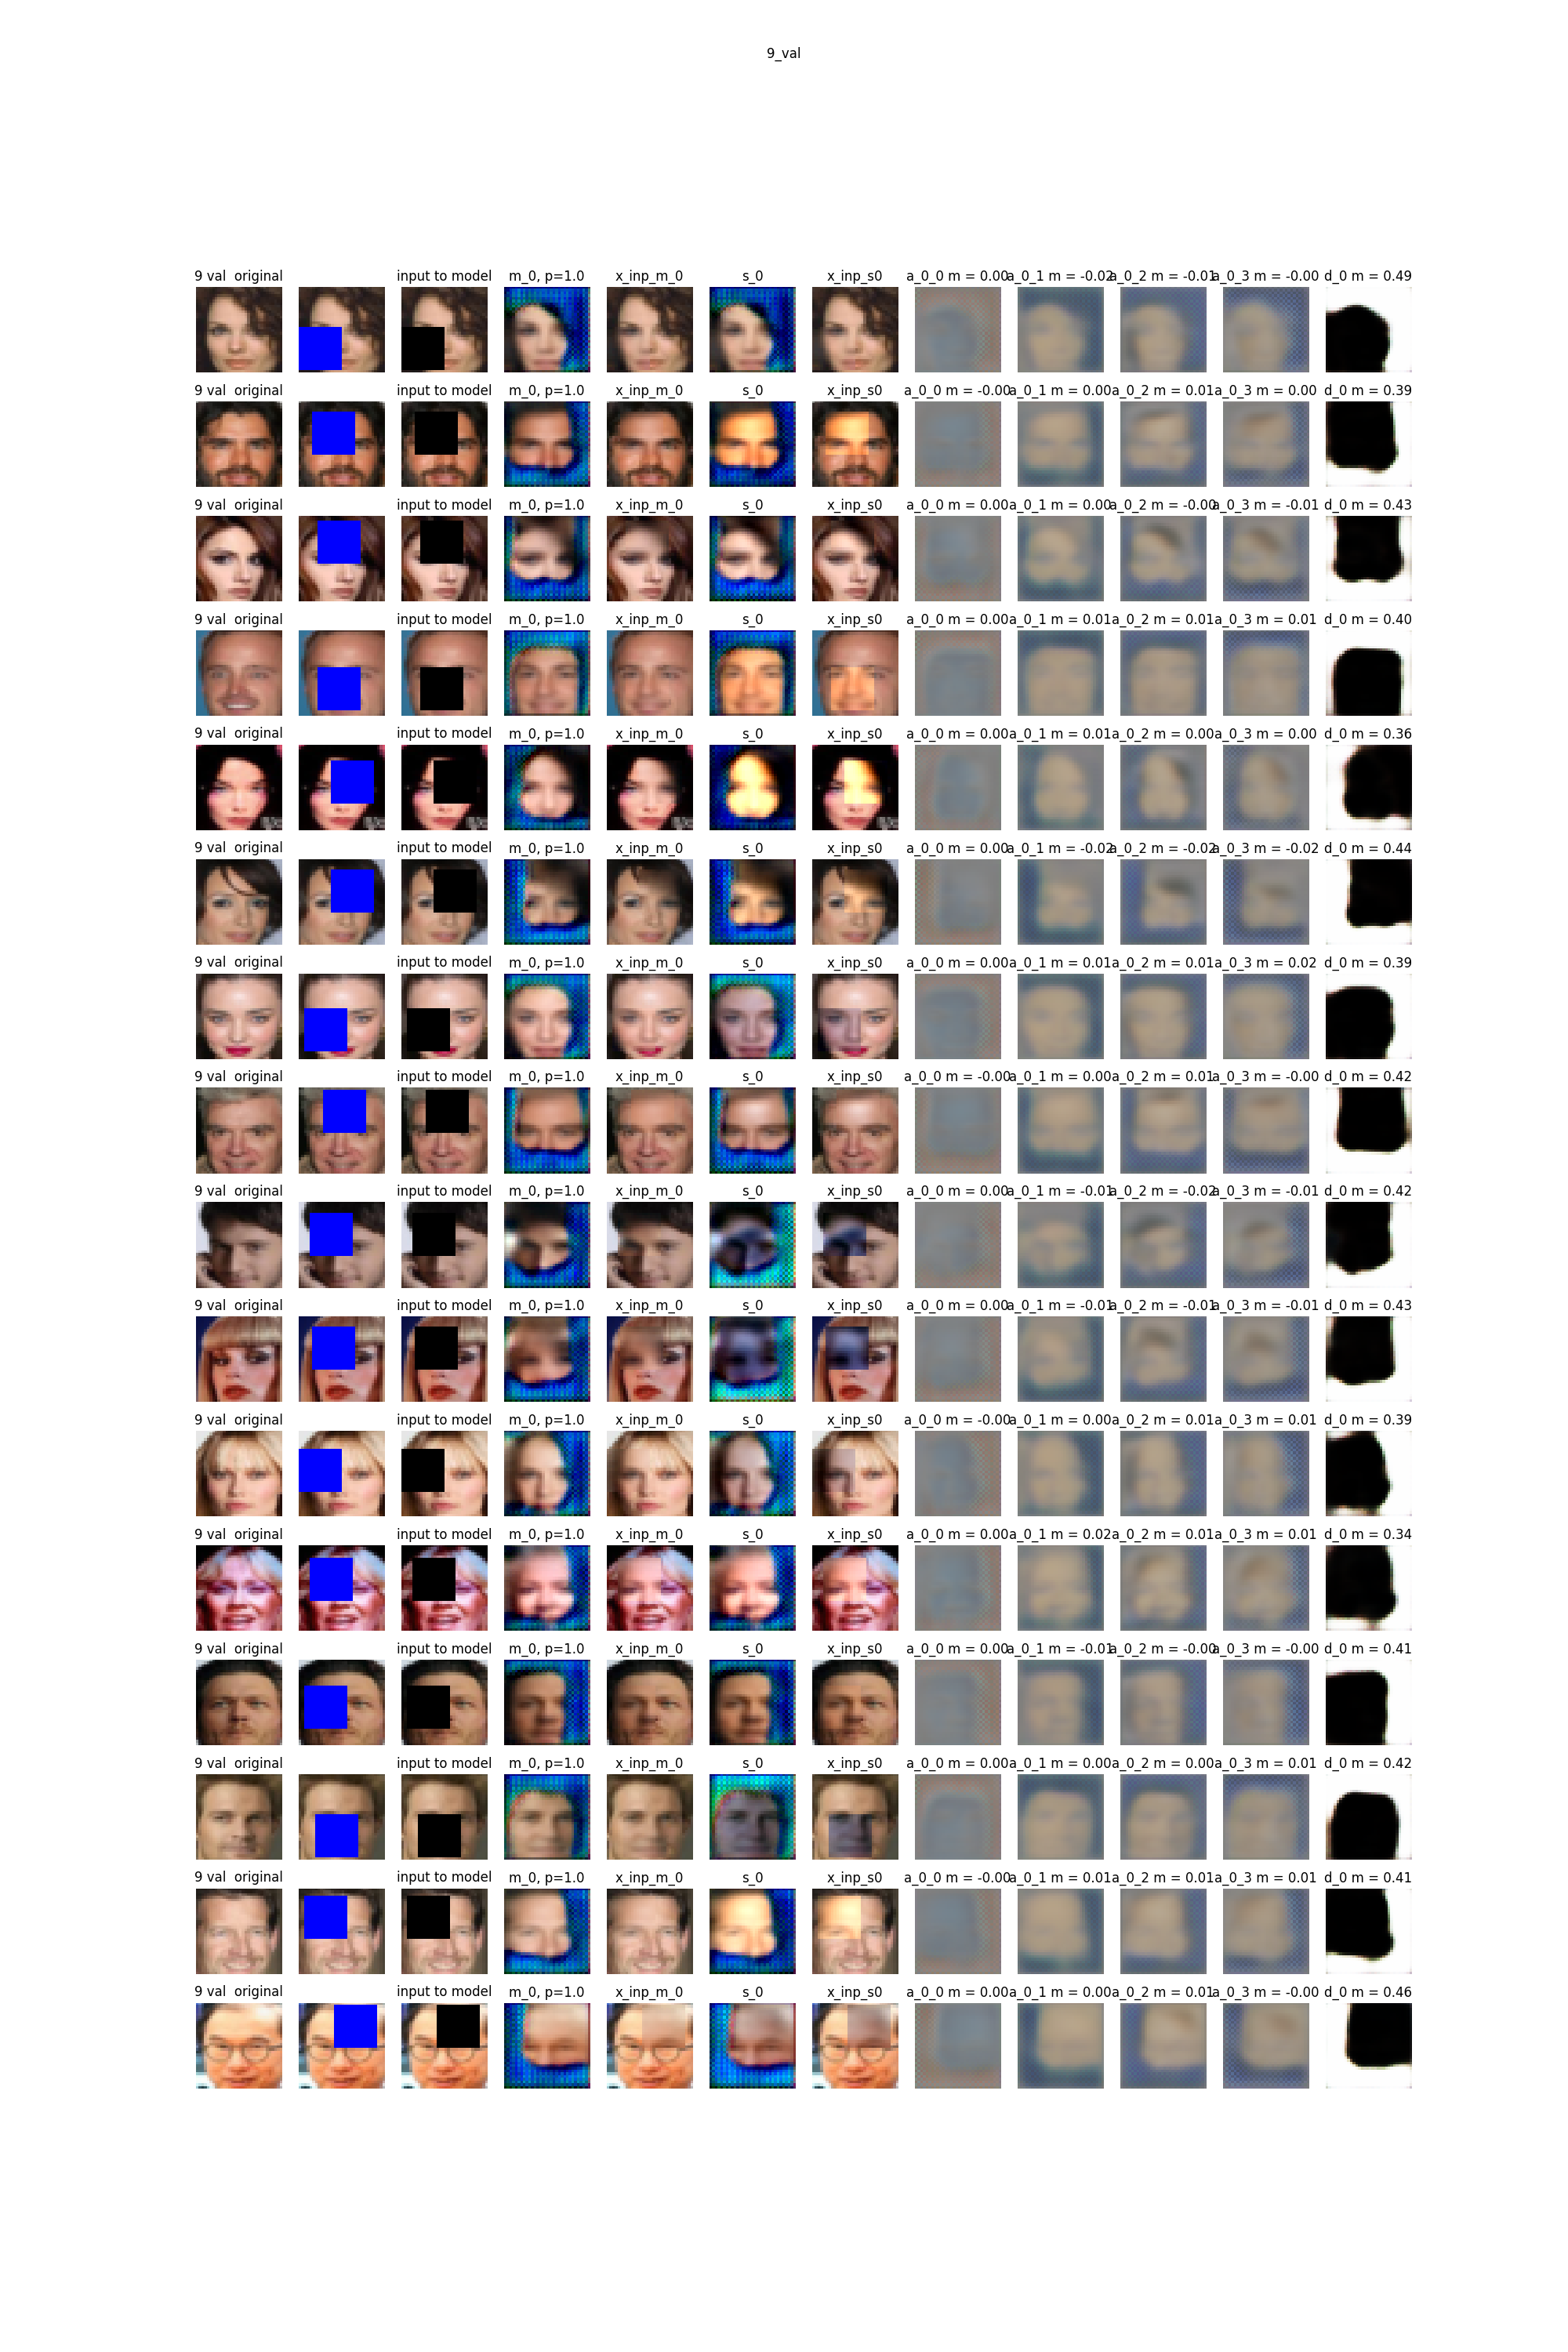 9_val
9 val original input to model m_0, p=1.0 x_inp_m_0 s_0 x_inp_s0 a_0_0 m = 0.00 a_0_1 m = -0.02 a_0_2 m = -0.01 a_0_3 m = -0.00 d_0 m = 0.49
9 val original input to model m_0, p=1.0 x_inp_m_0 s_0 x_inp_s0 a_0_0 m = -0.00 a_0_1 m = 0.00 a_0_2 m = 0.01 a_0_3 m = 0.00 d_0 m = 0.39
9 val original input to model m_0, p=1.0 x_inp_m_0 s_0 x_inp_s0 a_0_0 m = 0.00 a_0_1 m = 0.00 a_0_2 m = -0.00 a_0_3 m = -0.01 d_0 m = 0.43
9 val original input to model m_0, p=1.0 x_inp_m_0 s_0 x_inp_s0 a_0_0 m = 0.00 a_0_1 m = 0.01 a_0_2 m = 0.01 a_0_3 m = 0.01 d_0 m = 0.40
9 val original input to model m_0, p=1.0 x_inp_m_0 s_0 x_inp_s0 a_0_0 m = 0.00 a_0_1 m = 0.01 a_0_2 m = 0.00 a_0_3 m = 0.00 d_0 m = 0.36
9 val original input to model m_0, p=1.0 x_inp_m_0 s_0 x_inp_s0 a_0_0 m = 0.00 a_0_1 m = -0.02 a_0_2 m = -0.02 a_0_3 m = -0.02 d_0 m = 0.44
9 val original input to model m_0, p=1.0 x_inp_m_0 s_0 x_inp_s0 a_0_0 m = 0.00 a_0_1 m = 0.01 a_0_2 m = 0.01 a_0_3 m = 0.02 d_0 m = 0.39
9 val original input to model m_0, p=1.0 x_inp_m_0 s_0 x_inp_s0 a_0_0 m = -0.00 a_0_1 m = 0.00 a_0_2 m = 0.01 a_0_3 m = -0.00 d_0 m = 0.42
9 val original input to model m_0, p=1.0 x_inp_m_0 s_0 x_inp_s0 a_0_0 m = 0.00 a_0_1 m = -0.01 a_0_2 m = -0.02 a_0_3 m = -0.01 d_0 m = 0.42
9 val original input to model m_0, p=1.0 x_inp_m_0 s_0 x_inp_s0 a_0_0 m = 0.00 a_0_1 m = -0.01 a_0_2 m = -0.01 a_0_3 m = -0.01 d_0 m = 0.43
9 val original input to model m_0, p=1.0 x_inp_m_0 s_0 x_inp_s0 a_0_0 m = -0.00 a_0_1 m = 0.00 a_0_2 m = 0.01 a_0_3 m = 0.01 d_0 m = 0.39
9 val original input to model m_0, p=1.0 x_inp_m_0 s_0 x_inp_s0 a_0_0 m = 0.00 a_0_1 m = 0.02 a_0_2 m = 0.01 a_0_3 m = 0.01 d_0 m = 0.34
9 val original input to model m_0, p=1.0 x_inp_m_0 s_0 x_inp_s0 a_0_0 m = 0.00 a_0_1 m = -0.01 a_0_2 m = -0.00 a_0_3 m = -0.00 d_0 m = 0.41
9 val original input to model m_0, p=1.0 x_inp_m_0 s_0 x_inp_s0 a_0_0 m = 0.00 a_0_1 m = 0.00 a_0_2 m = 0.00 a_0_3 m = 0.01 d_0 m = 0.42
9 val original input to model m_0, p=1.0 x_inp_m_0 s_0 x_inp_s0 a_0_0 m = -0.00 a_0_1 m = 0.01 a_0_2 m = 0.01 a_0_3 m = 0.01 d_0 m = 0.41
9 val original input to model m_0, p=1.0 x_inp_m_0 s_0 x_inp_s0 a_0_0 m = 0.00 a_0_1 m = 0.00 a_0_2 m = 0.01 a_0_3 m = -0.00 d_0 m = 0.46